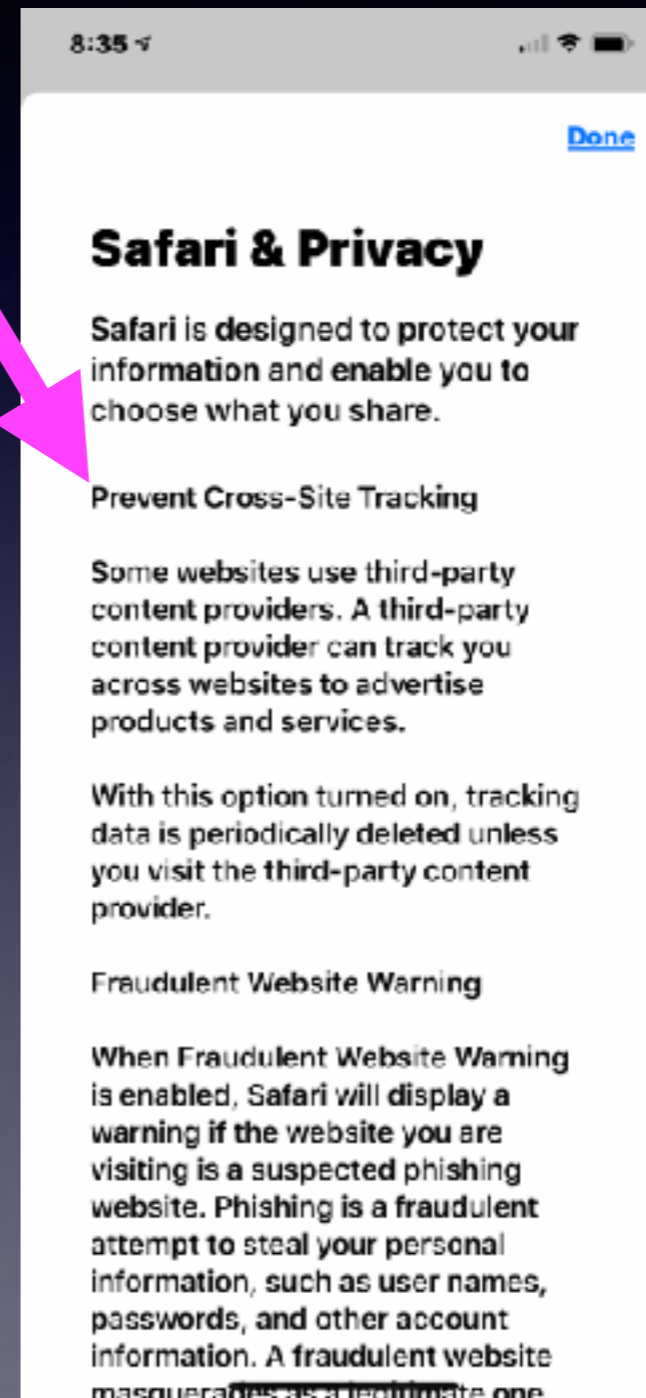 8:35
Done
Safari & Privacy
Safari is designed to protect your
information and enable you to
choose what you share.
Prevent Cross-Site Tracking
Some websites use third-party
content providers. A third-party
content provider can track you
across websites to advertise
products and services.
With this option turned on, tracking
data is periodically deleted unless
you visit the third-party content
provider.
Fraudulent Website Warning
When Fraudulent Website Warning
is enabled, Safari will display a
warning if the website you are
visiting is a suspected phishing
website. Phishing is a fraudulent
attempt to steal your personal
information, such as user names,
passwords, and other account
information. A fraudulent website
masquerades as a legitimate one